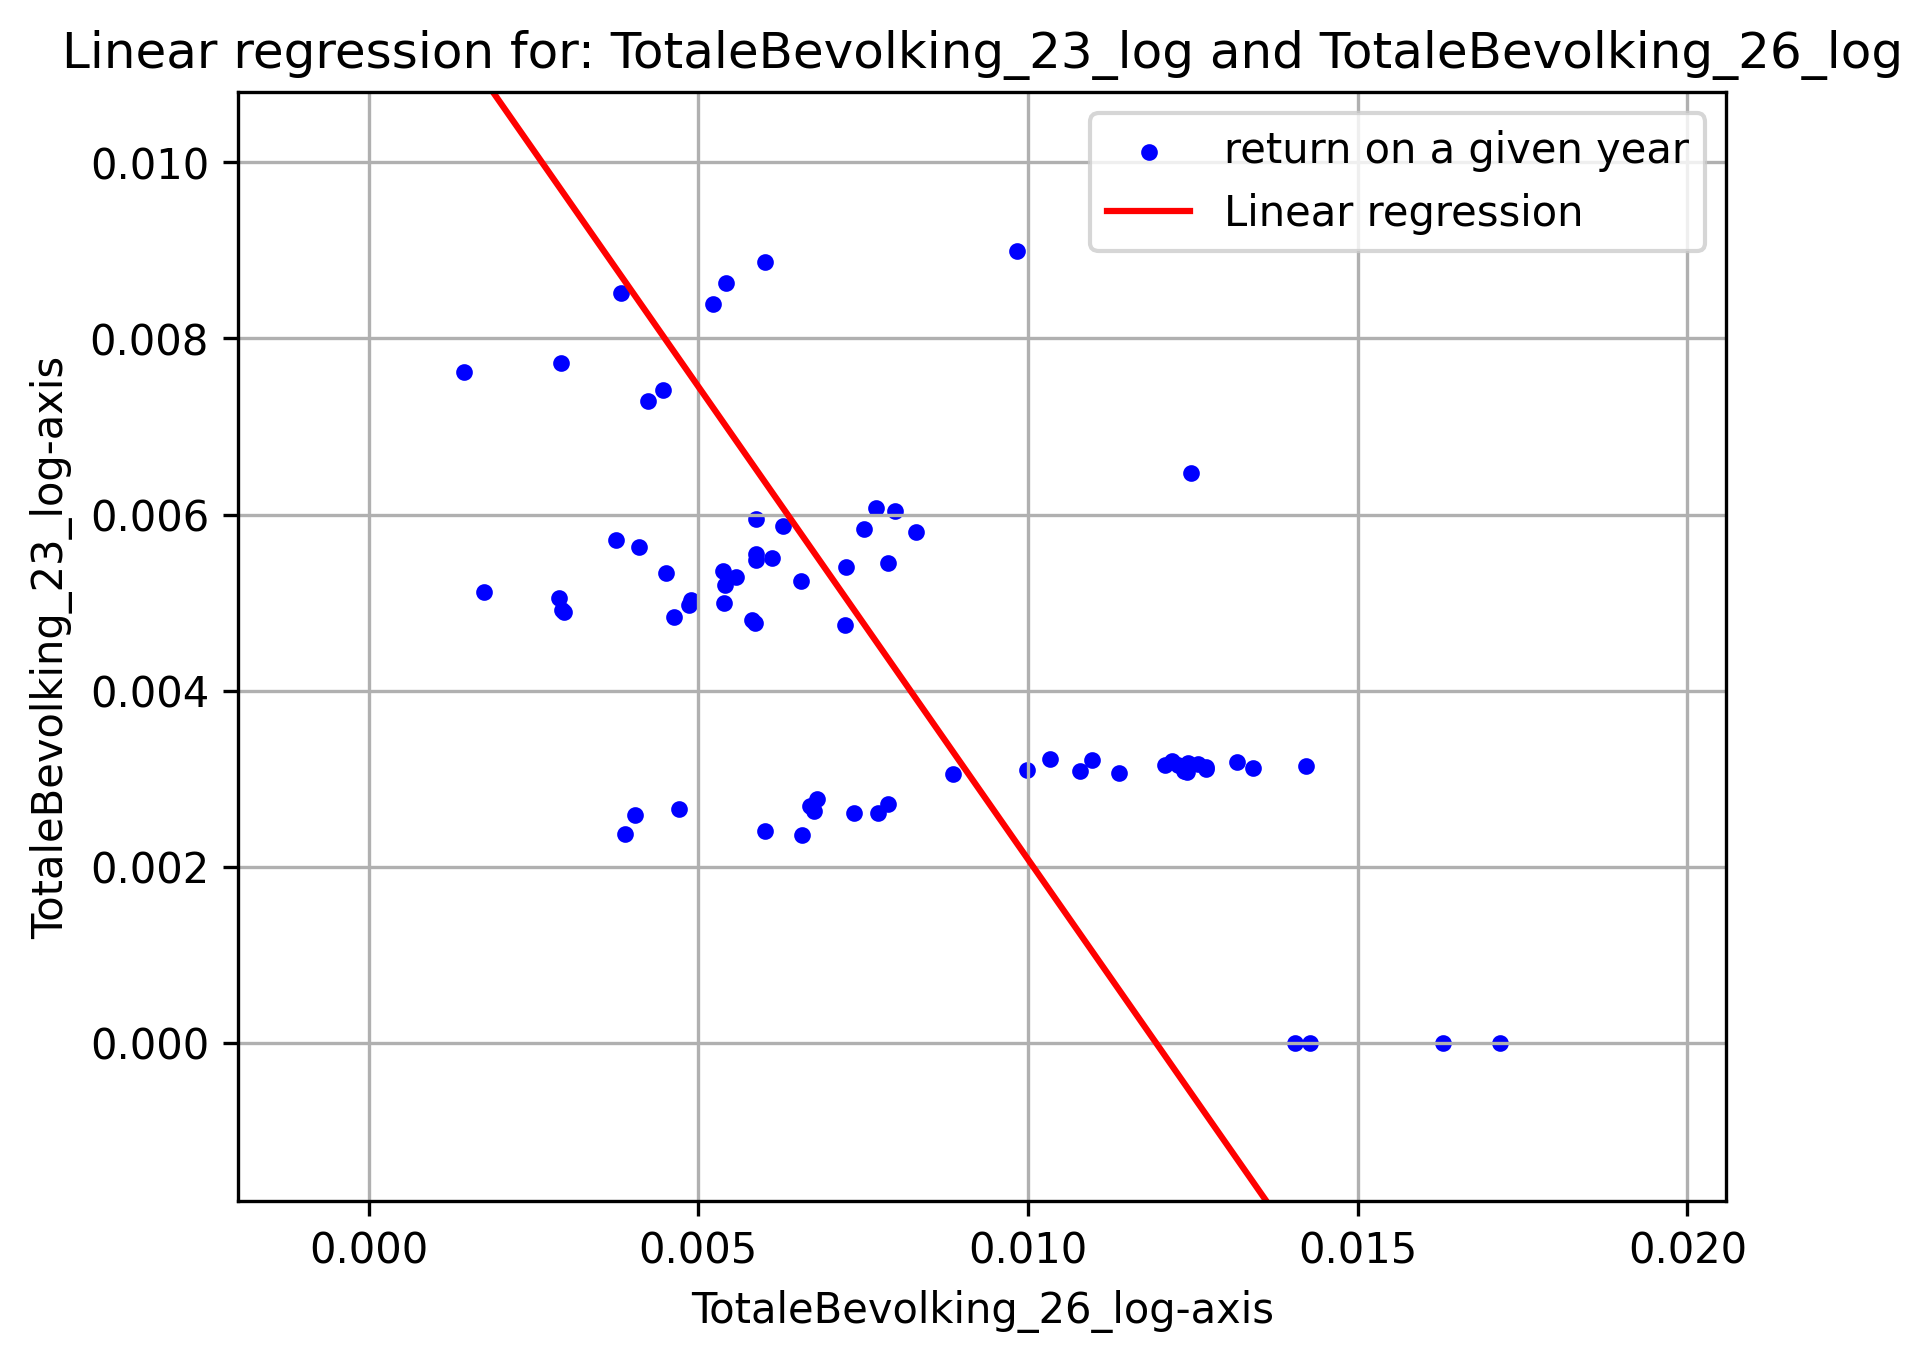 Linear regression for: TotaleBevolking_23_log and TotaleBevolking_26_log
return on a given year
Linear regression
TotaleBevolking_23_log-axis
0.010
0.008
0.006
0.004
0.002
0.000
0.000 0.005 0.010 0.015 0.020
TotaleBevolking_26_log-axis